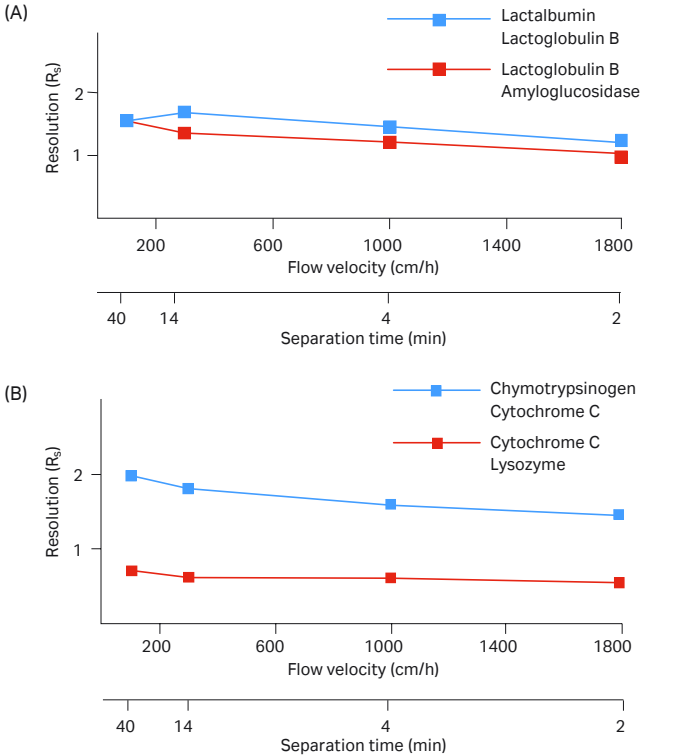 (A)
Lactalbumin
Lactoglobulin B
Lactoglobulin B
Amyloglucosidase
Resolution (Rₛ)
2
1
200 600 1000 1400 1800
Flow velocity (cm/h)
40 14 4 2
Separation time (min)
(B)
Chymotrypsinogen
Cytochrome C
Cytochrome C
Lysozyme
Resolution (Rₛ)
2
1
200 600 1000 1400 1800
Flow velocity (cm/h)
40 14 4 2
Separation time (min)